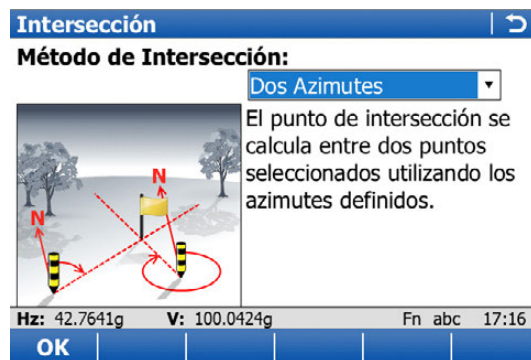 Intersección
Método de Intersección:
Dos Azimutes
El punto de intersección se
calcula entre dos puntos
seleccionados utilizando los
azimutes definidos.
N
N
Hz: 42.7641g V: 100.0424g Fn abc 17:16
OK